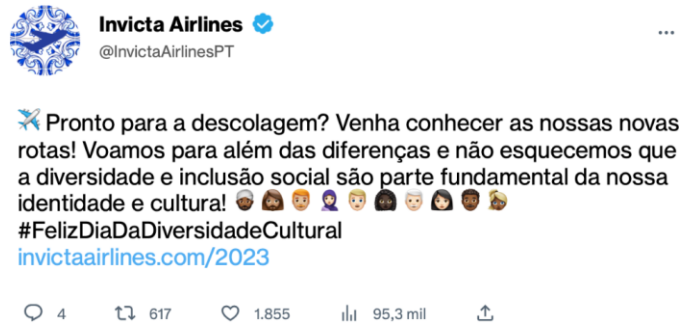 Invicta Airlines
@InvictaAirlinesPT
✈️ Pronto para a descolagem? Venha conhecer as nossas novas
rotas! Voamos para além das diferenças e não esquecemos que
a diversidade e inclusão social são parte fundamental da nossa
identidade e cultura! 👳🏽👩🏽👨🏼‍🦰🧕🏼👱🏼👩🏿👨🏼‍🦳👩🏻👨🏾👱🏽‍♀️
#FelizDiaDaDiversidadeCultural
invictaairlines.com/2023
4 617 1.855 95,3 mil